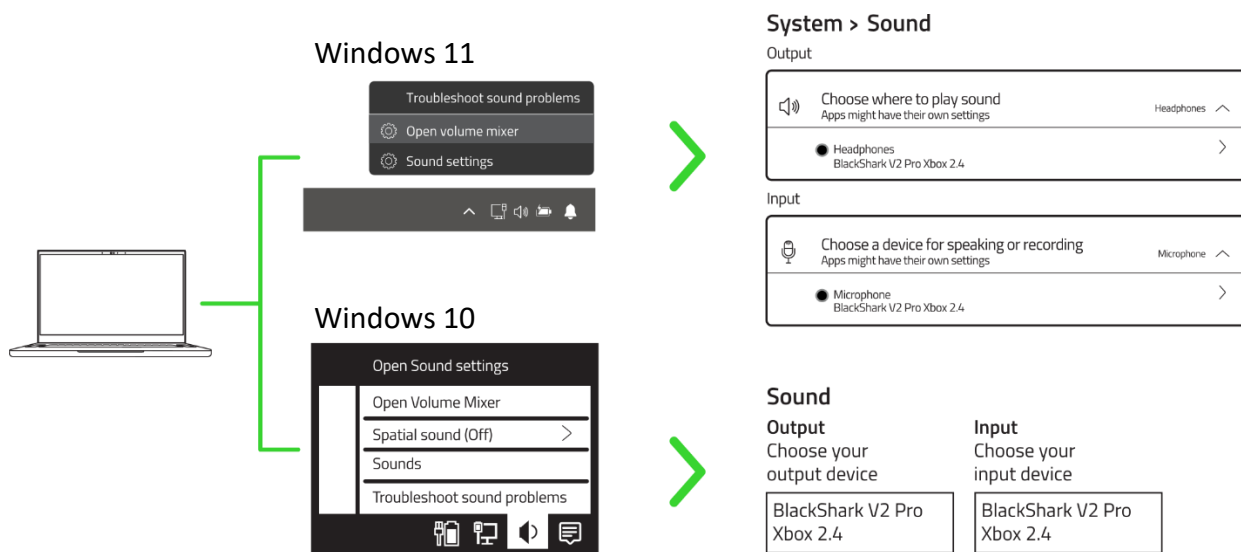 Windows 11
Troubleshoot sound problems
Open volume mixer
Sound settings
System > Sound
Output
Choose where to play sound
Apps might have their own settings
Headphones
Headphones
BlackShark V2 Pro Xbox 2.4
Input
Choose a device for speaking or recording
Apps might have their own settings
Microphone
Microphone
BlackShark V2 Pro Xbox 2.4
Windows 10
Open Sound settings
Open Volume Mixer
Spatial sound (Off)
Sounds
Troubleshoot sound problems
Sound
Output
Choose your
output device
BlackShark V2 Pro
Xbox 2.4
Input
Choose your
input device
BlackShark V2 Pro
Xbox 2.4